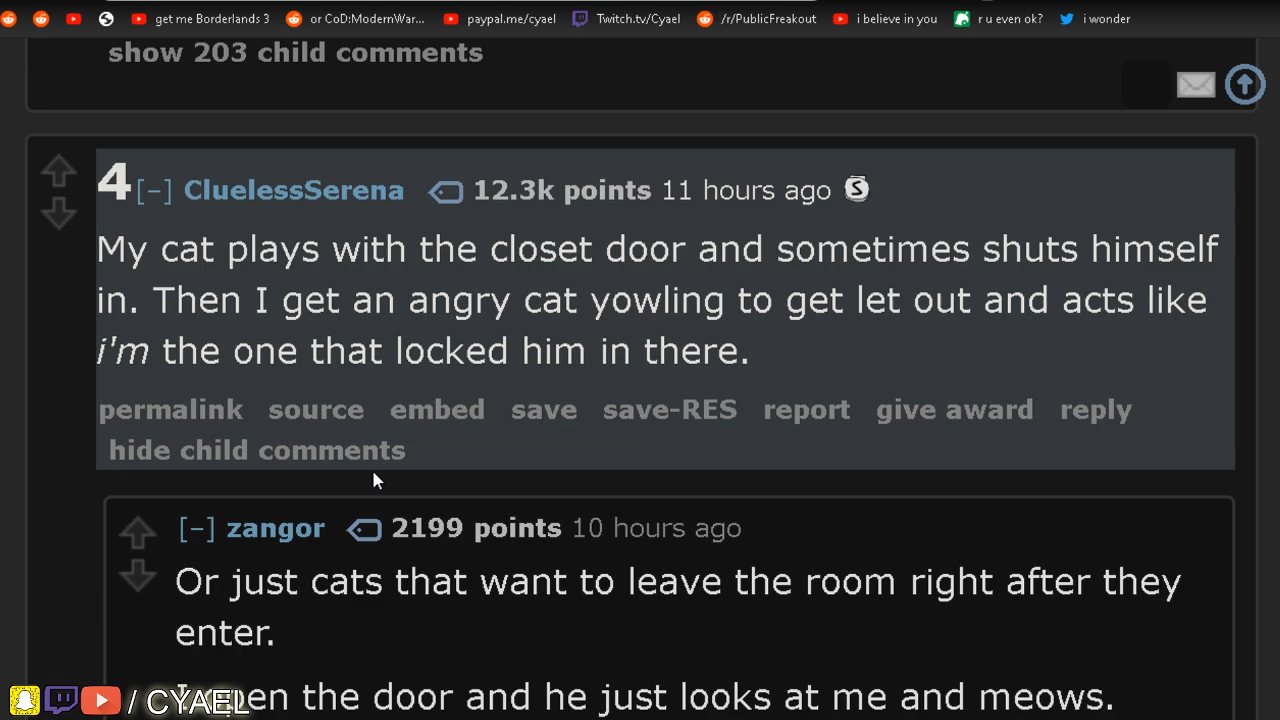 get me Borderlands 3 or CoD:ModernWar... paypal.me/cyael Twitch.tv/Cyael /r/PublicFreakout i believe in you r u even ok? i wonder
show 203 child comments
4 [–] CluelessSerena 12.3k points 11 hours ago S
My cat plays with the closet door and sometimes shuts himself
in. Then I get an angry cat yowling to get let out and acts like
i'm the one that locked him in there.
permalink source embed save save-RES report give award reply
hide child comments
[–] zangor 2199 points 10 hours ago
Or just cats that want to leave the room right after they
enter.
the door and he just looks at me and meows.
/ CYAEL